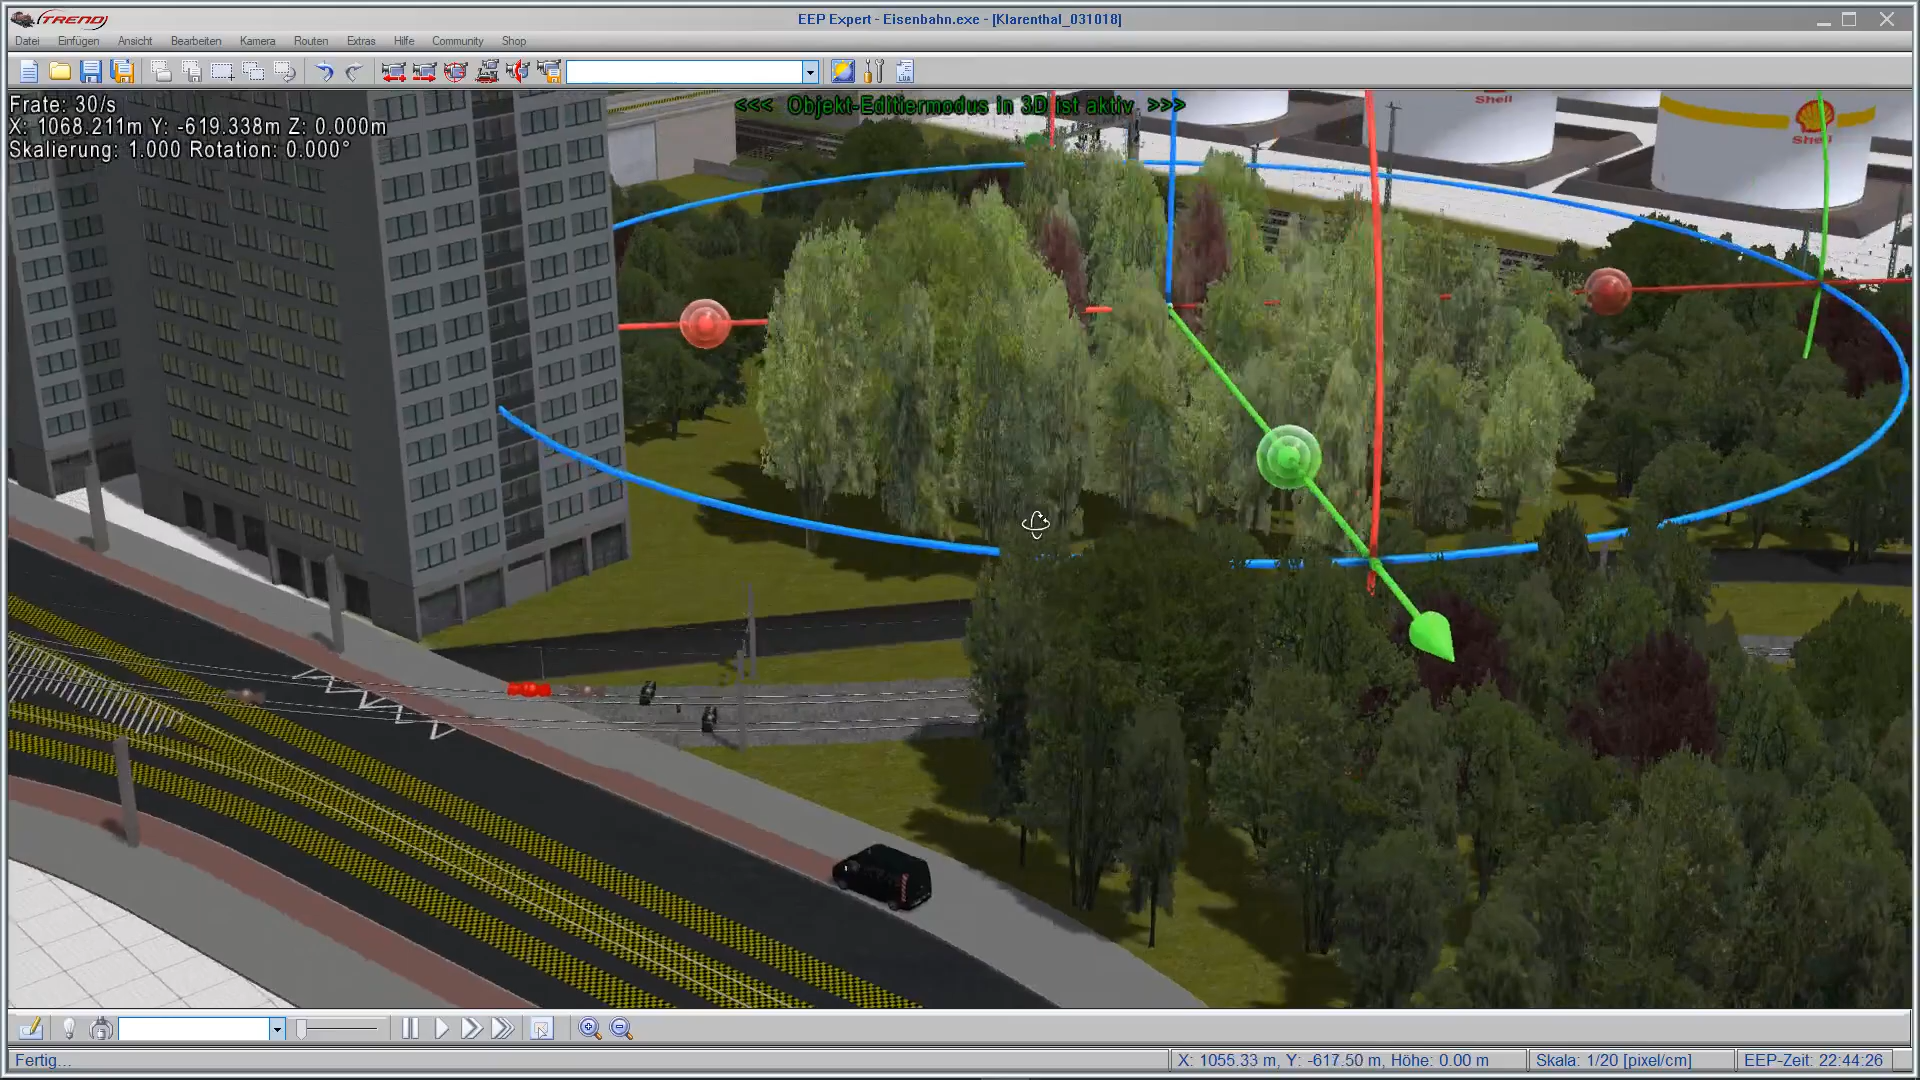 TREND
EEP Expert - Eisenbahn.exe - [Klarenthal_031018]
Datei Einfügen Ansicht Bearbeiten Kamera Routen Extras Hilfe Community Shop
Frate: 30/s
X: 1068.211m Y: -619.338m Z: 0.000m
Skalierung: 1.000 Rotation: 0.000°
<<< Objekt-Editiermodus in 3D ist aktiv >>>
Shell
Shell
Fertig...
X: 1055.33 m, Y: -617.50 m, Höhe: 0.00 m
Skala: 1/20 [pixel/cm]
EEP-Zeit: 22:44:26